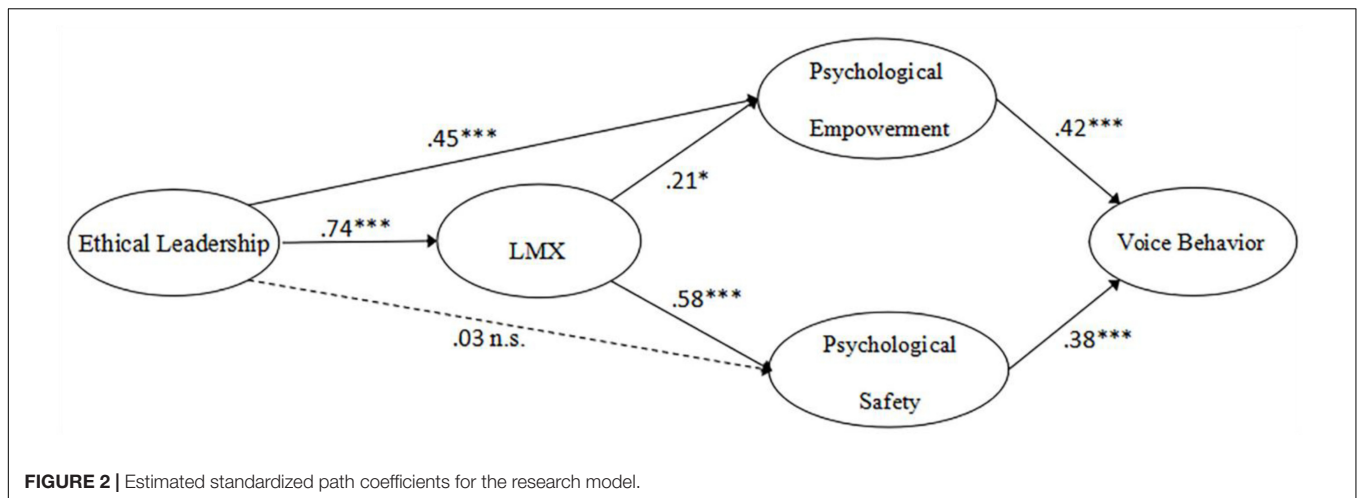 Psychological
Empowerment
.45***
.42***
.21*
Ethical Leadership
.74***
LMX
Voice Behavior
.58***
.03 n.s.
Psychological
Safety
.38***
FIGURE 2 | Estimated standardized path coefficients for the research model.